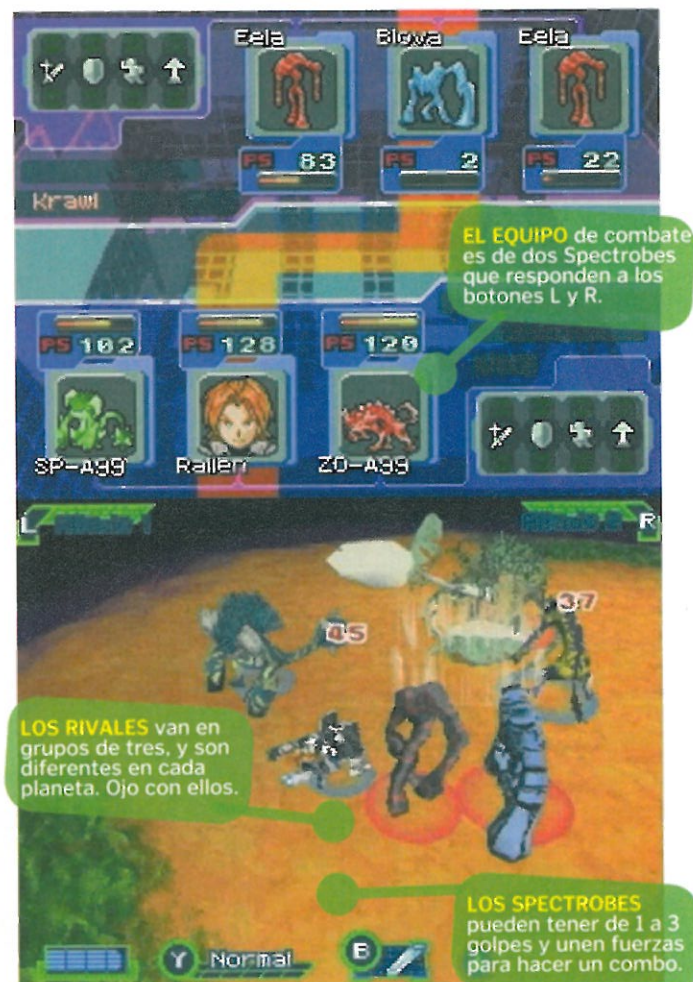 Eela Bloya Eela
PS 83 PS 2 PS 22
Krawl
EL EQUIPO de combate
es de dos Spectrobes
que responden a los
botones L y R.
PS 102 PS 128 PS 120
SP-Agg Rallen ZO-Agg
L R
45
37
LOS RIVALES van en
grupos de tres, y son
diferentes en cada
planeta. Ojo con ellos.
LOS SPECTROBES
pueden tener de 1 a 3
golpes y unen fuerzas
para hacer un combo.
Y Normal B